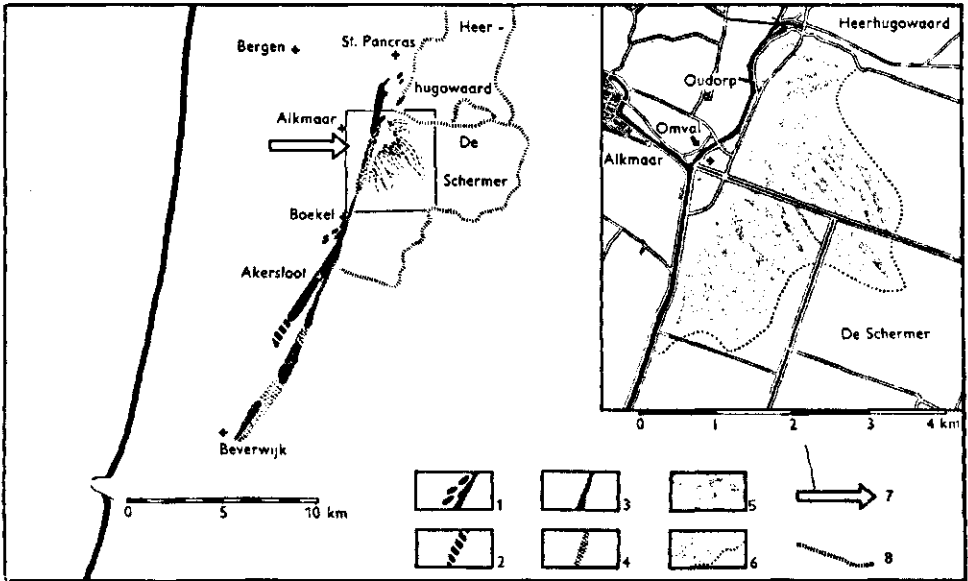 Bergen
St. Pancras
Heer -
hugowaard
Alkmaar
De
Schermer
Boekel
Akersloot
Beverwijk
0 5 10 km
Heerhugowaard
Oudorp
Omval
Alkmaar
De Schermer
0 1 2 3 4 km
1
3
5
7
2
4
6
8